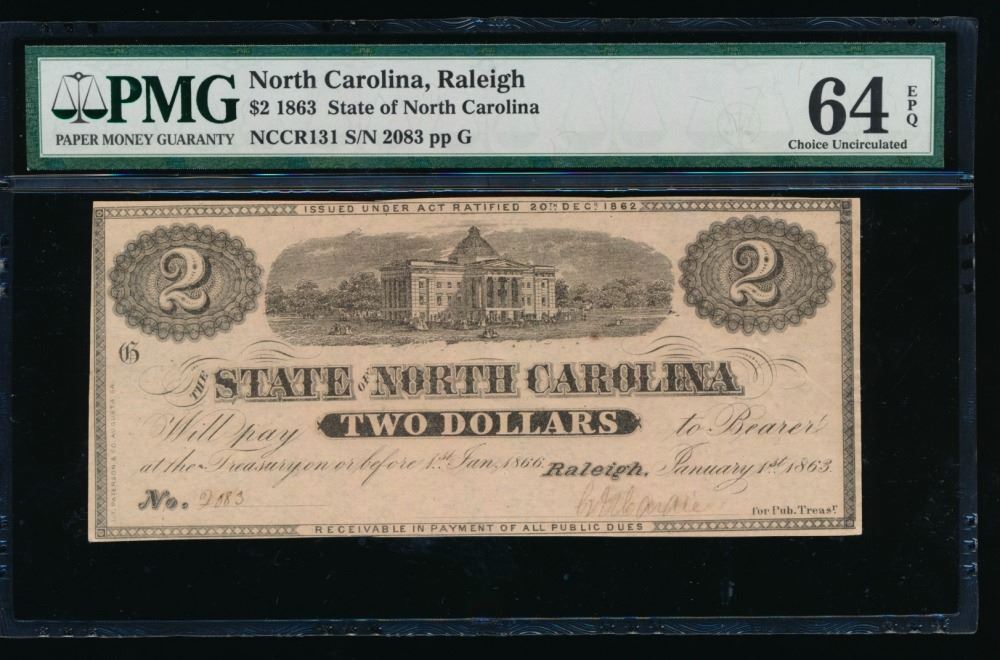 PMG
PAPER MONEY GUARANTY
North Carolina, Raleigh
$2 1863 State of North Carolina
NCCR131 S/N 2083 pp G
64 EPQ
Choice Uncirculated
ISSUED UNDER ACT RATIFIED 20TH DEC. 1862
2 2
G
THE STATE OF NORTH CAROLINA
Will pay TWO DOLLARS to Bearer
at the Treasury on or before 1st Jan. 1866. Raleigh, January 1st 1863.
No. 2083
for Pub. Treasr
RECEIVABLE IN PAYMENT OF ALL PUBLIC DUES